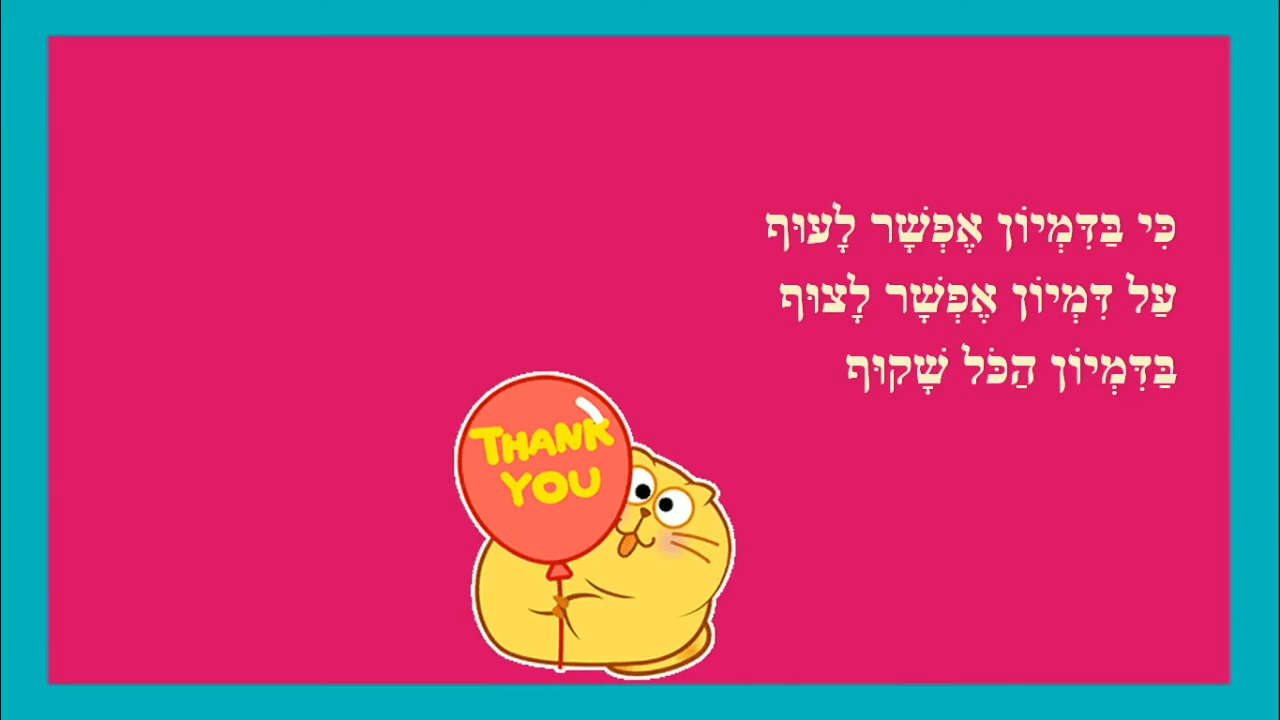 כִּי בַּדִּמְיוֹן אֶפְשָׁר לָעוּף
עַל דִּמְיוֹן אֶפְשָׁר לָצוּף
בַּדִּמְיוֹן הַכֹּל שָׁקוּף
THANK
YOU